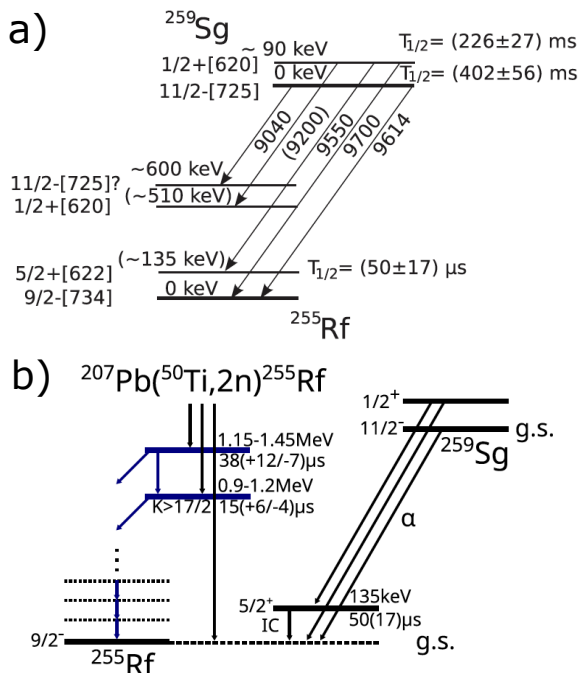 a)
²⁵⁹Sg
~ 90 keV
1/2+[620]
T₁/₂= (226±27) ms
0 keV
T₁/₂= (402±56) ms
11/2-[725]
9040
(9200)
9550
9700
9614
~600 keV
11/2-[725]?
(~510 keV)
1/2+[620]
(~135 keV)
5/2+[622]
T₁/₂= (50±17) µs
0 keV
9/2-[734]
²⁵⁵Rf
b)
²⁰⁷Pb(⁵⁰Ti,2n)²⁵⁵Rf
1/2⁺
11/2⁻
g.s.
²⁵⁹Sg
1.15-1.45MeV
38(+12/-7)µs
0.9-1.2MeV
K>17/2
15(+6/-4)µs
α
135keV
5/2⁺
50(17)µs
IC
9/2⁻
g.s.
²⁵⁵Rf